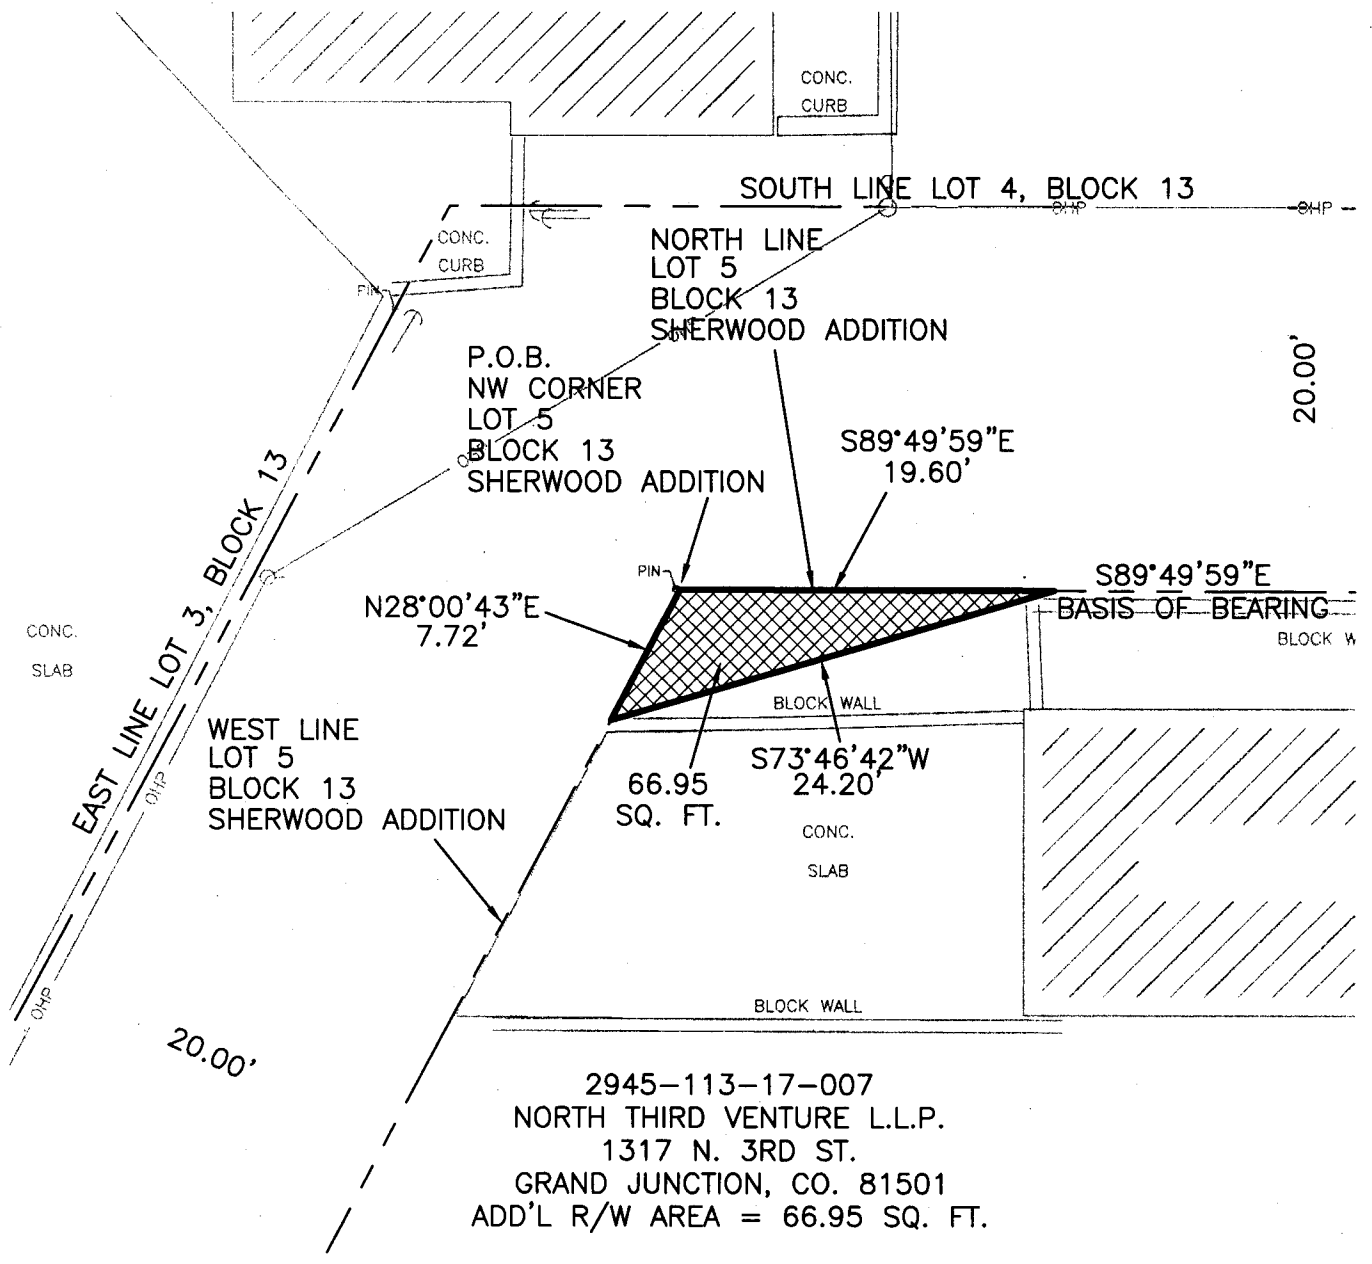 CONC.
CURB
SOUTH LINE LOT 4, BLOCK 13
OHP
OHP
CONC.
CURB
NORTH LINE
LOT 5
BLOCK 13
SHERWOOD ADDITION
PIN
P.O.B.
NW CORNER
LOT 5
BLOCK 13
SHERWOOD ADDITION
20.00'
S89°49'59"E
19.60'
EAST LINE LOT 3, BLOCK 13
PIN
S89°49'59"E
BASIS OF BEARING
N28°00'43"E
7.72'
CONC.
SLAB
BLOCK W
BLOCK WALL
WEST LINE
LOT 5
BLOCK 13
SHERWOOD ADDITION
S73°46'42"W
24.20'
66.95
SQ. FT.
OHP
CONC.
SLAB
OHP
BLOCK WALL
20.00'
2945-113-17-007
NORTH THIRD VENTURE L.L.P.
1317 N. 3RD ST.
GRAND JUNCTION, CO. 81501
ADD'L R/W AREA = 66.95 SQ. FT.